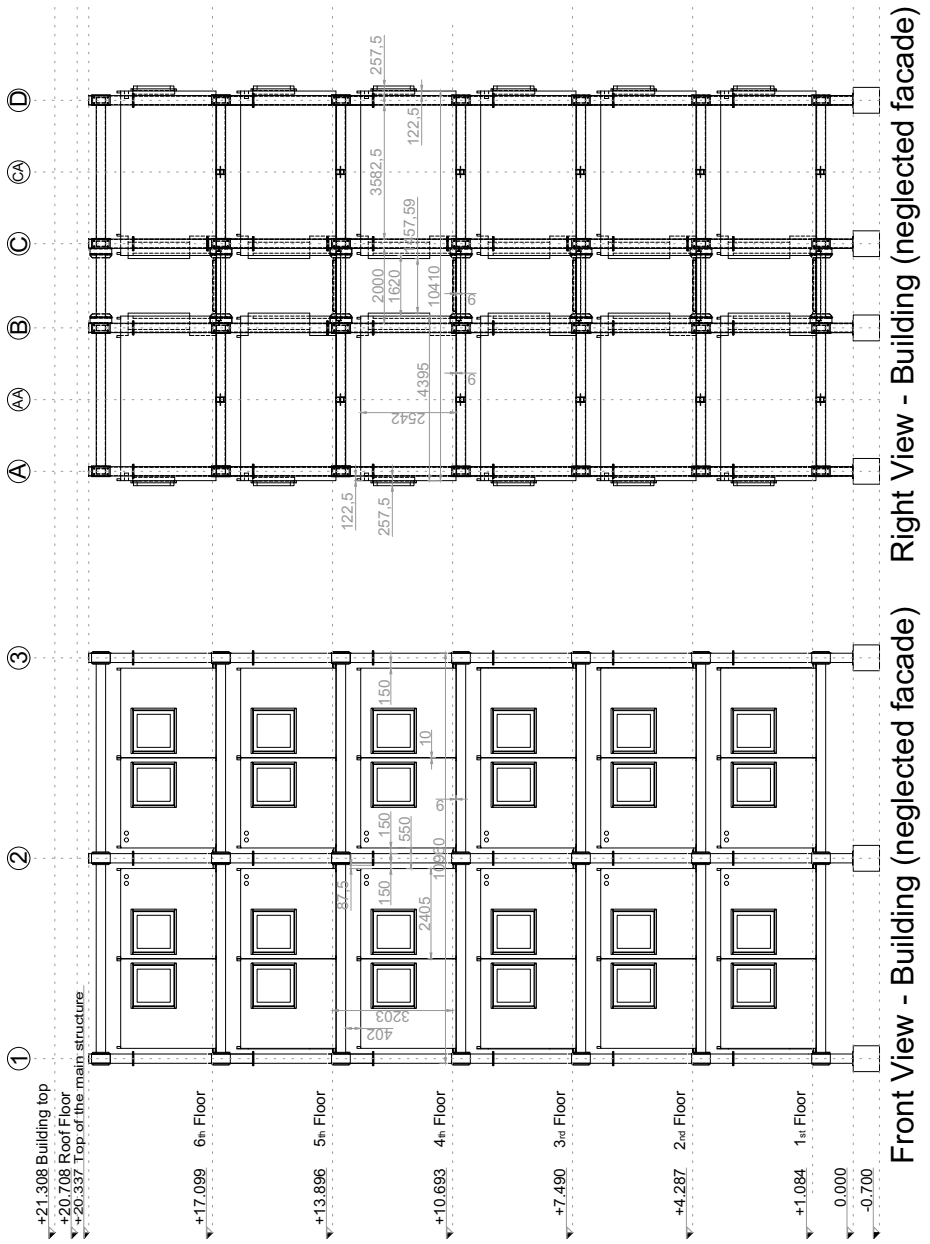 1
2
3
A
AA
B
C
CA
D
+21.308 Building top
+20.708 Roof Floor
+20.337 Top of the main structure
+17.099 6th Floor
+13.896 5th Floor
+10.693 4th Floor
+7.490 3rd Floor
+4.287 2nd Floor
+1.084 1st Floor
0.000
-0.700
402
3203
87,5
150
150
550
2405
10930
6
10
150
122,5
257,5
2542
4395
6
2000
1620
10410
6
3582,5
257,5
122,5
Front View - Building (neglected facade)
Right View - Building (neglected facade)